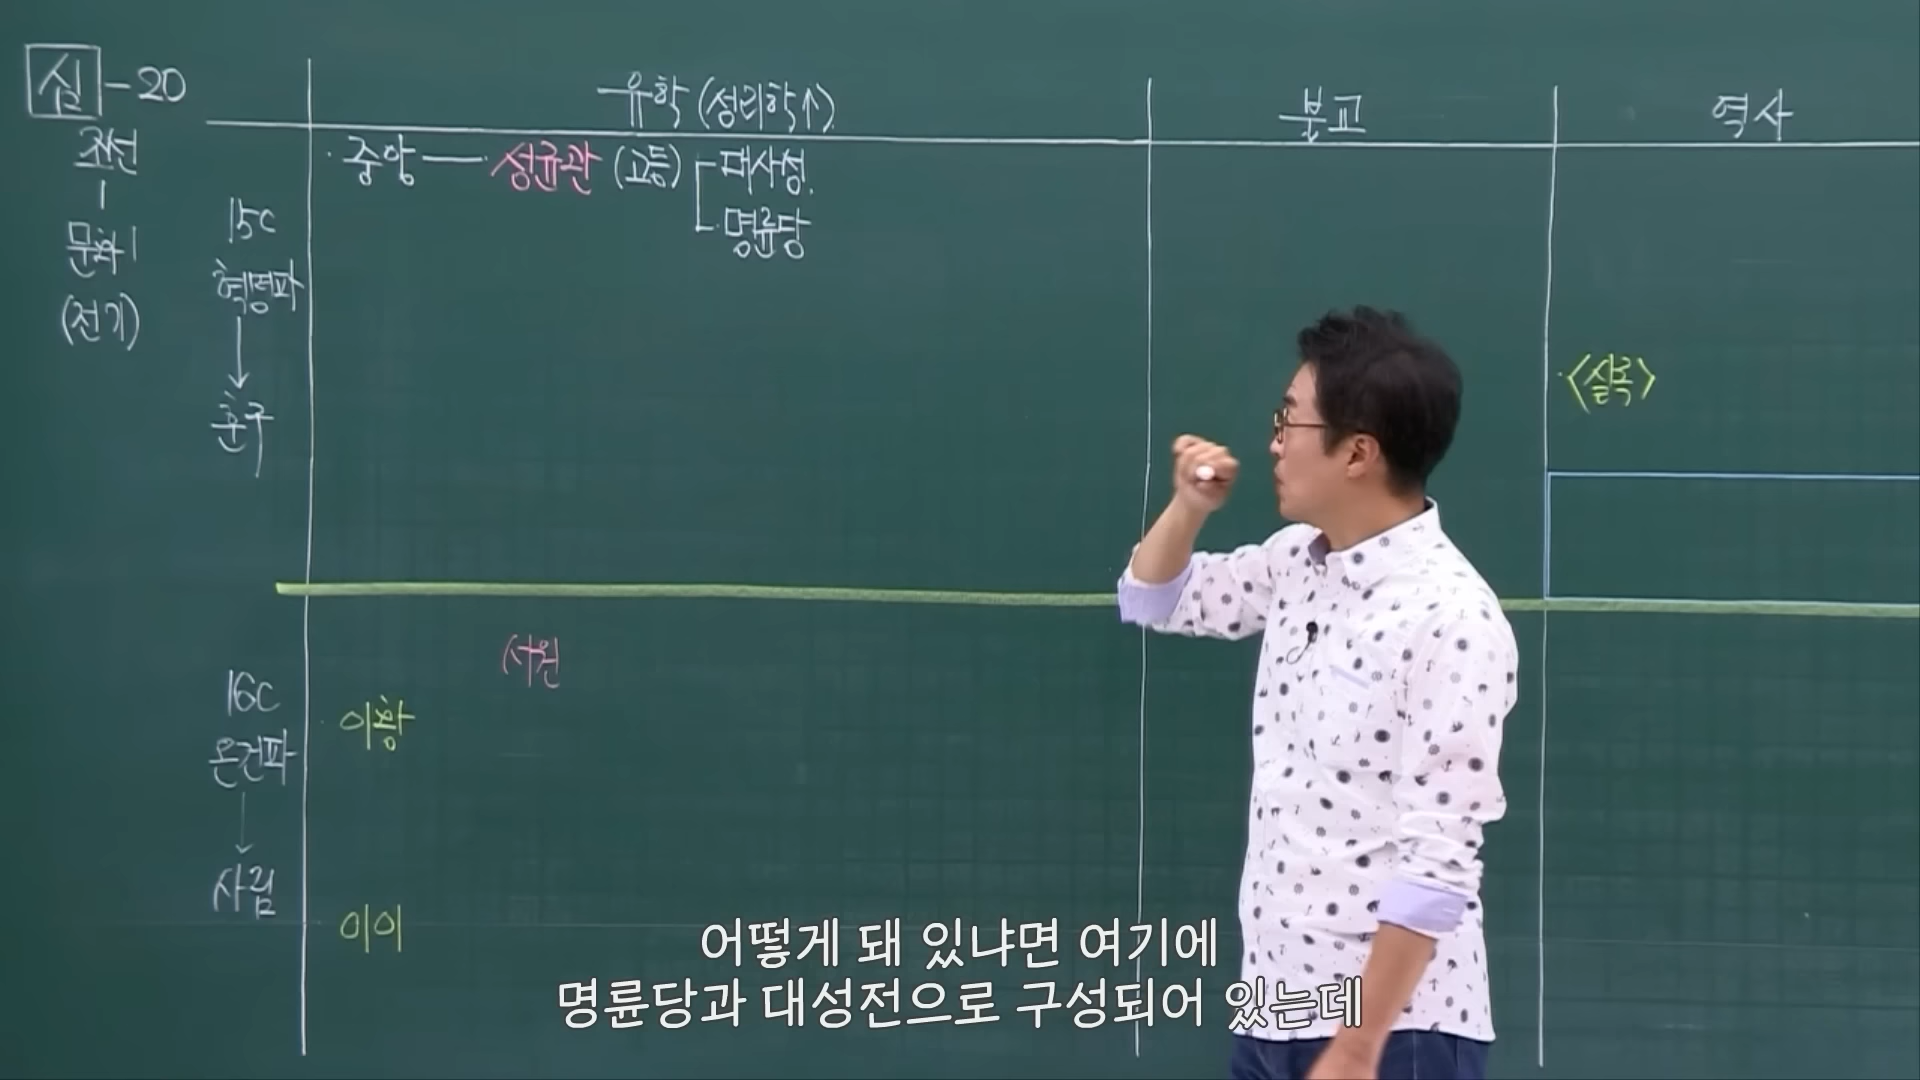 심-20
조선
문화1
(전기)
유학 (성리학↑)
불교
역사
15C
혁명파
↓
훈구
· 중앙 — 성균관 (고등) 대사성.
명륜당
·〈실록〉
16C
온건파
↓
사림
서원
· 이황
이이
어떻게 돼 있냐면 여기에
명륜당과 대성전으로 구성되어 있는데